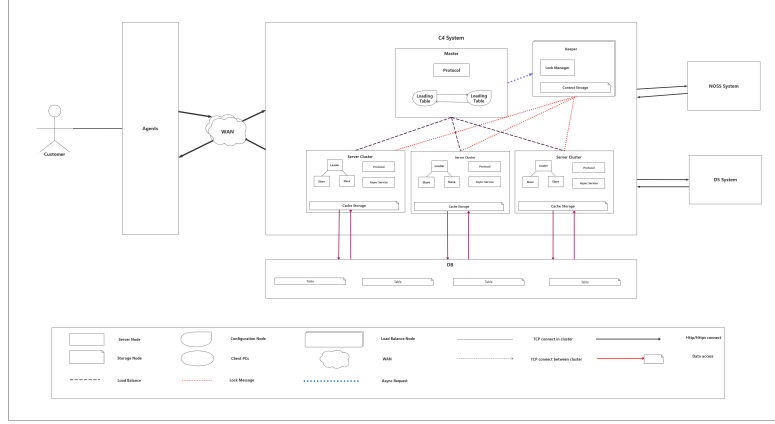 C4 System
Master
Protocol
Loading
Table
Loading
Table
Keeper
Lock Manager
Context Storage
NOSS System
DS System
Customer
Agents
WAN
Server Cluster
Leader
Slave
Slave
Protocol
Async Service
Cache Storage
Server Cluster
Leader
Slave
Slave
Protocol
Async Service
Cache Storage
Server Cluster
Leader
Slave
Slave
Protocol
Async Service
Cache Storage
DB
Table
Table
Table
Table
Server Node
Configuration Node
Load Balance Node
TCP connect in cluster
Http/Https connect
Storage Node
Client PCs
WAN
TCP connect between cluster
Data access
Load Balance
Lock Message
Async Request